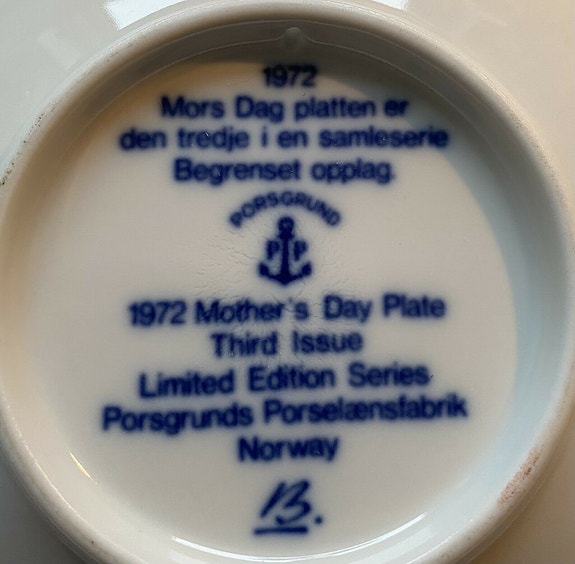 1972
Mors Dag platten er
den tredje i en samleserie
Begrenset opplag.
PORSGRUND
P P
1972 Mother's Day Plate
Third Issue
Limited Edition Series
Porsgrunds Porselænsfabrik
Norway
B.